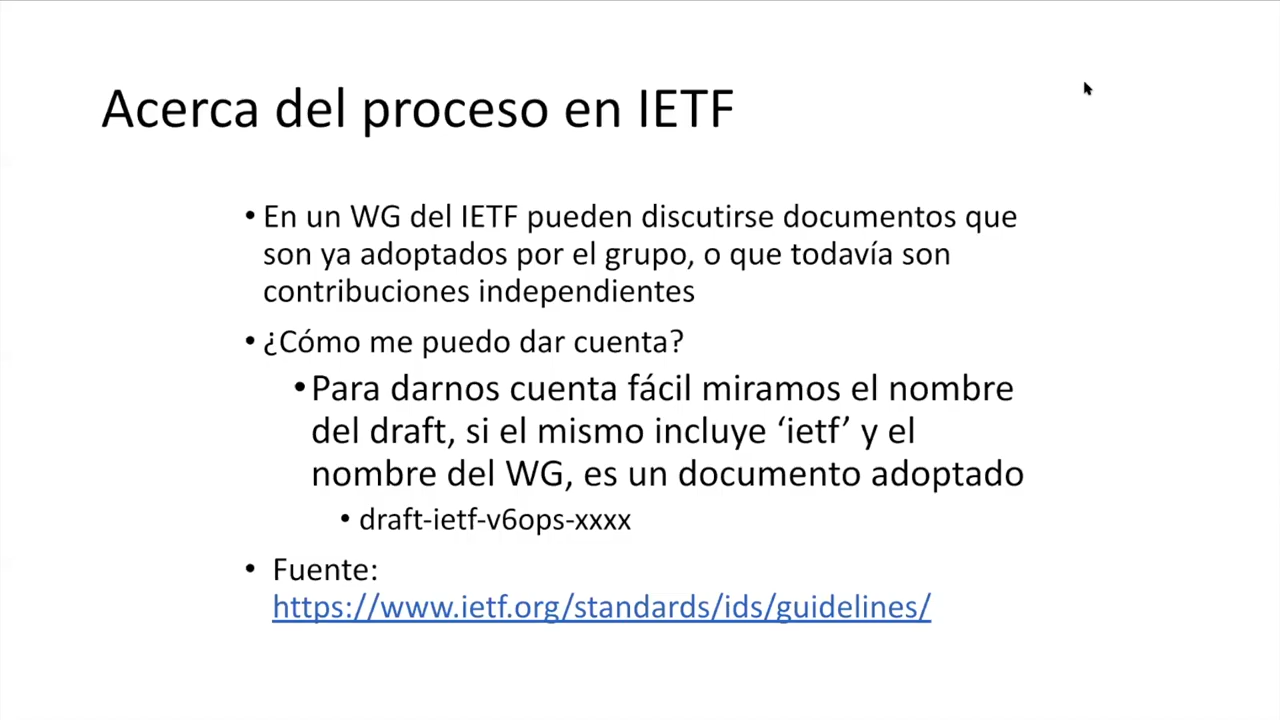 Acerca del proceso en IETF
• En un WG del IETF pueden discutirse documentos que
son ya adoptados por el grupo, o que todavía son
contribuciones independientes
• ¿Cómo me puedo dar cuenta?
• Para darnos cuenta fácil miramos el nombre
del draft, si el mismo incluye ‘ietf’ y el
nombre del WG, es un documento adoptado
• draft-ietf-v6ops-xxxx
• Fuente:
https://www.ietf.org/standards/ids/guidelines/